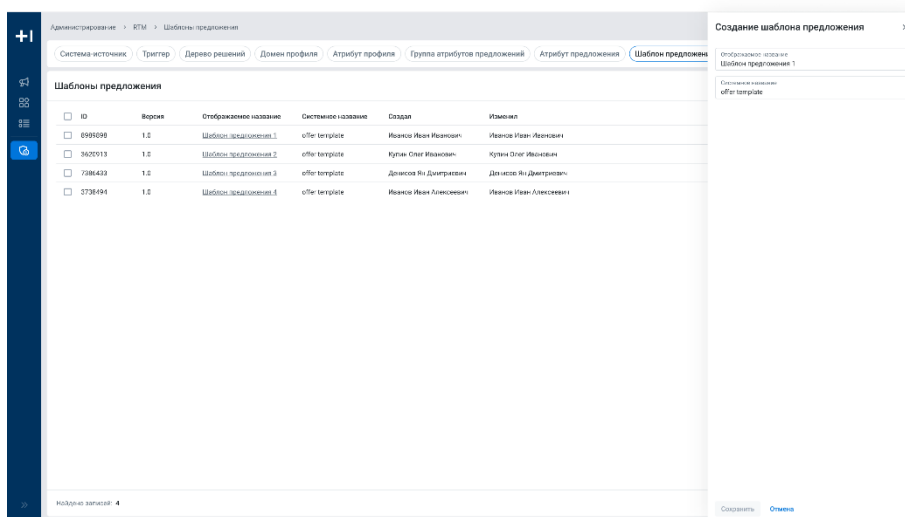 Администрирование > RTM > Шаблоны предложения
Система-источник Триггер Дерево решений Домен профиля Атрибут профиля Группа атрибутов предложений Атрибут предложения Шаблон предложен
Шаблоны предложения
ID Версия Отображаемое название Системное название Создал Изменил
8989898 1.0 Шаблон предложения 1 offer template Иванов Иван Иванович Иванов Иван Иванович
3620913 1.0 Шаблон предложения 2 offer template Кулик Олег Иванович Кулик Олег Иванович
7386433 1.0 Шаблон предложения 3 offer template Денисов Ян Дмитриевич Денисов Ян Дмитриевич
2738494 1.0 Шаблон предложения 4 offer template Иванов Иван Алексеевич Иванов Иван Алексеевич
Найдено записей: 4
Создание шаблона предложения
Отображаемое название
Шаблон предложения 1
Системное название
offer template
Сохранить Отмена